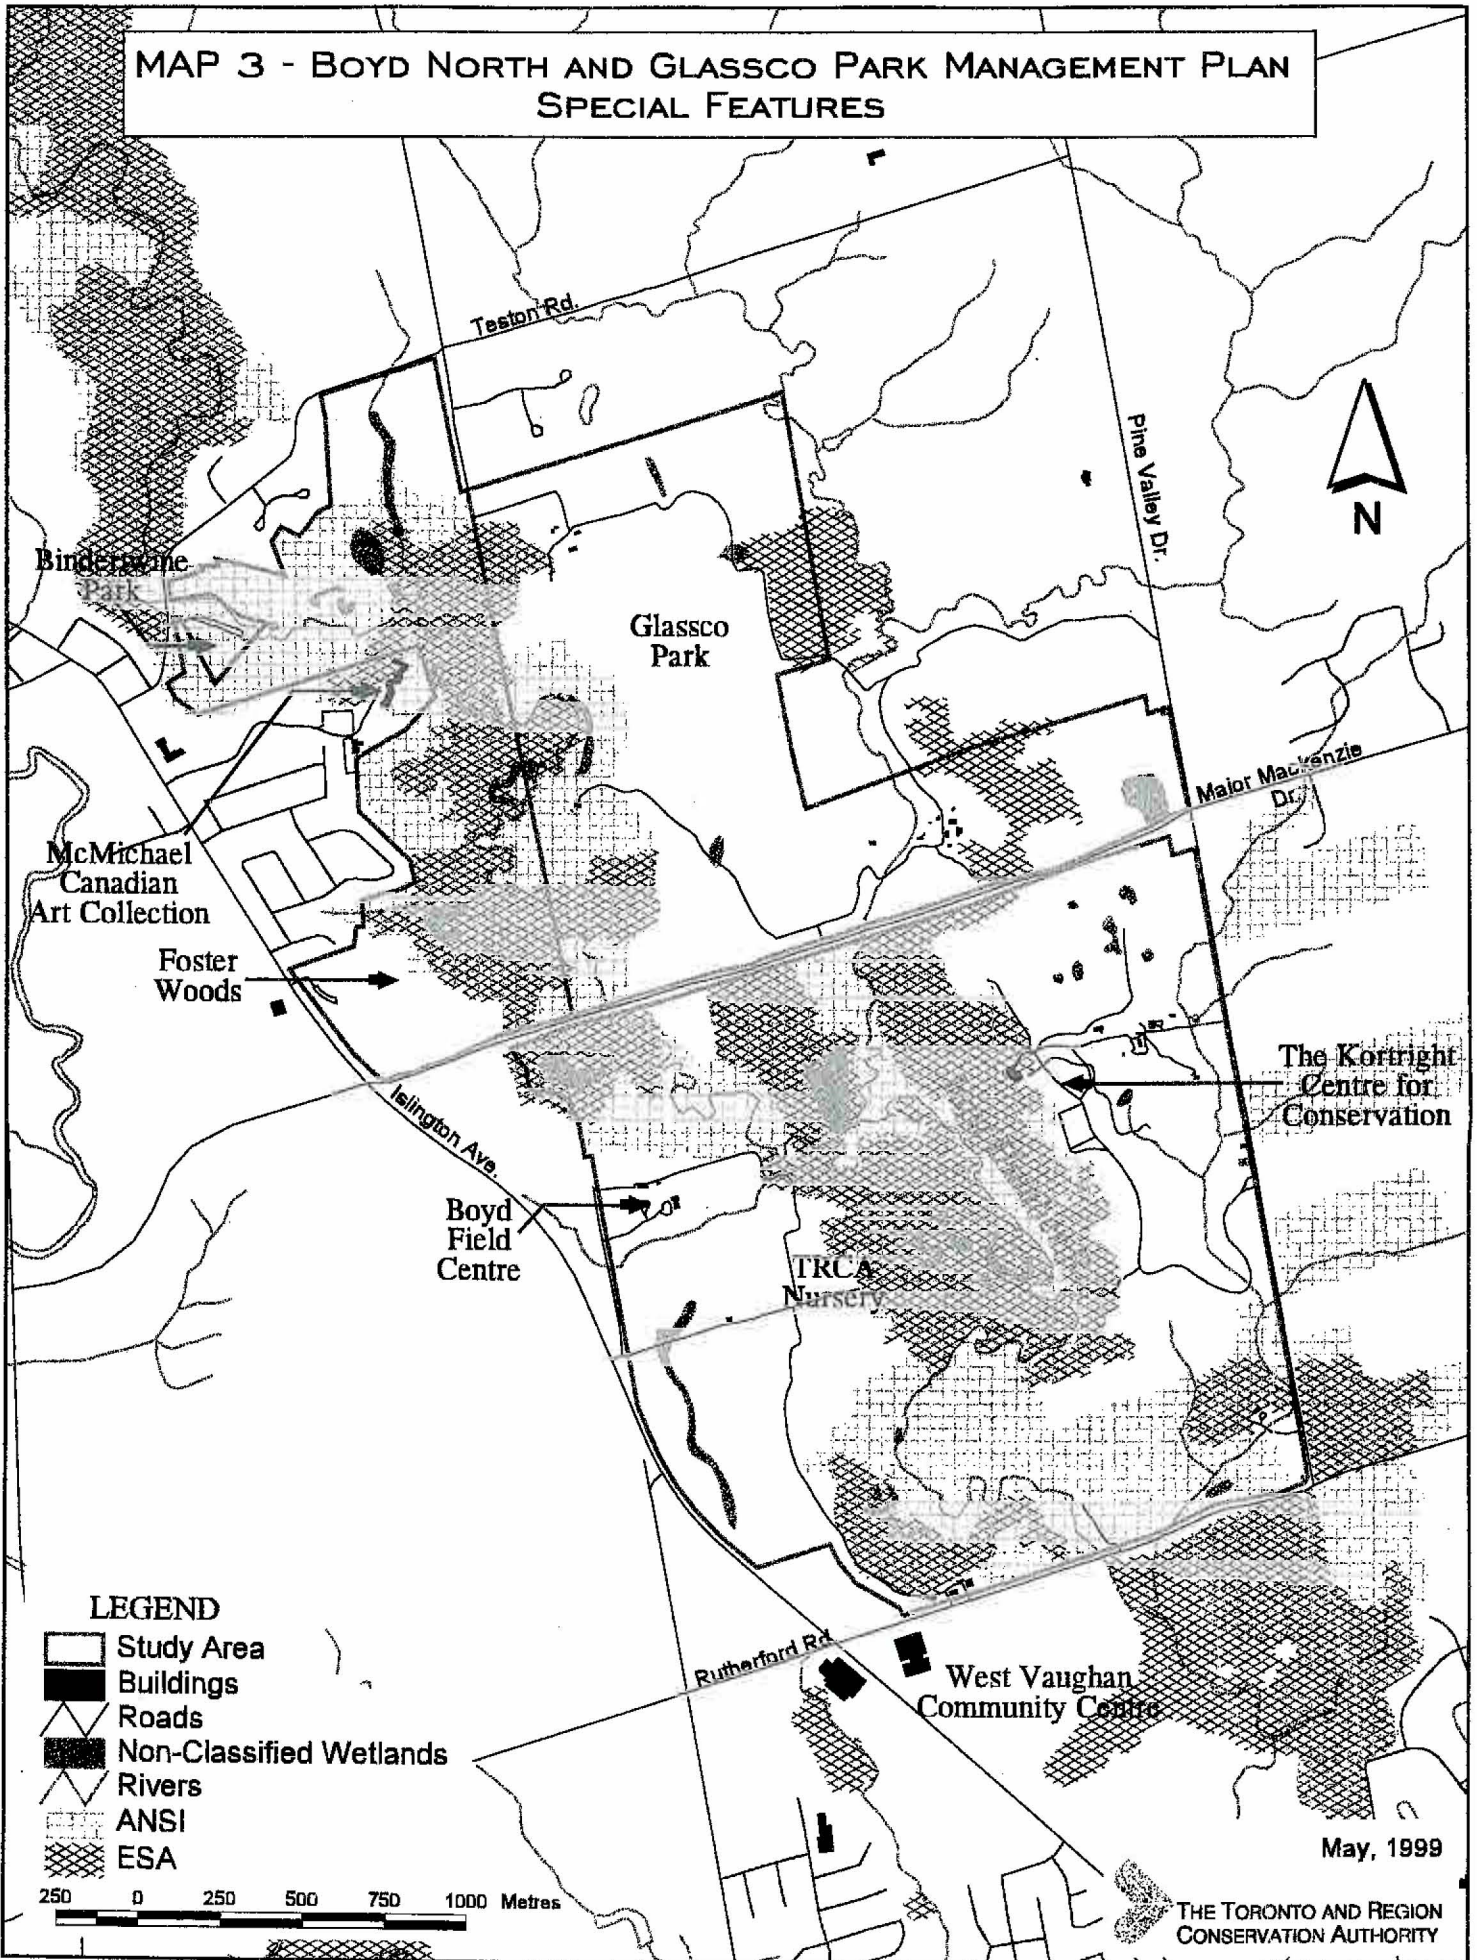 MAP 3 - BOYD NORTH AND GLASSCO PARK MANAGEMENT PLAN
SPECIAL FEATURES
Teston Rd.
Pine Valley Dr.
N
Bindertwine
Park
Glassco
Park
Major Mackenzie
Dr.
McMichael
Canadian
Art Collection
Foster
Woods
The Kortright
Centre for
Conservation
Islington Ave.
Boyd
Field
Centre
TRCA
Nursery
Rutherford Rd.
West Vaughan
Community Centre
LEGEND
Study Area
Buildings
Roads
Non-Classified Wetlands
Rivers
ANSI
ESA
250 0 250 500 750 1000 Metres
May, 1999
THE TORONTO AND REGION
CONSERVATION AUTHORITY